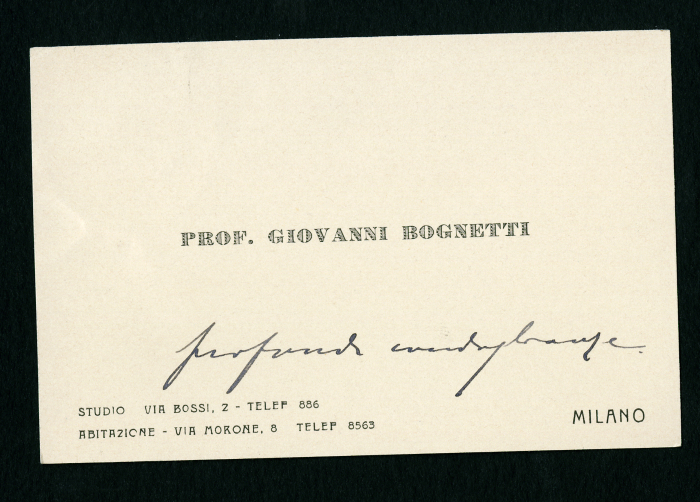 PROF. GIOVANNI BOGNETTI
profonde condoglianze.
STUDIO VIA BOSSI, 2 - TELEF 886
ABITAZIONE - VIA MORONE, 8 TELEF 8563
MILANO